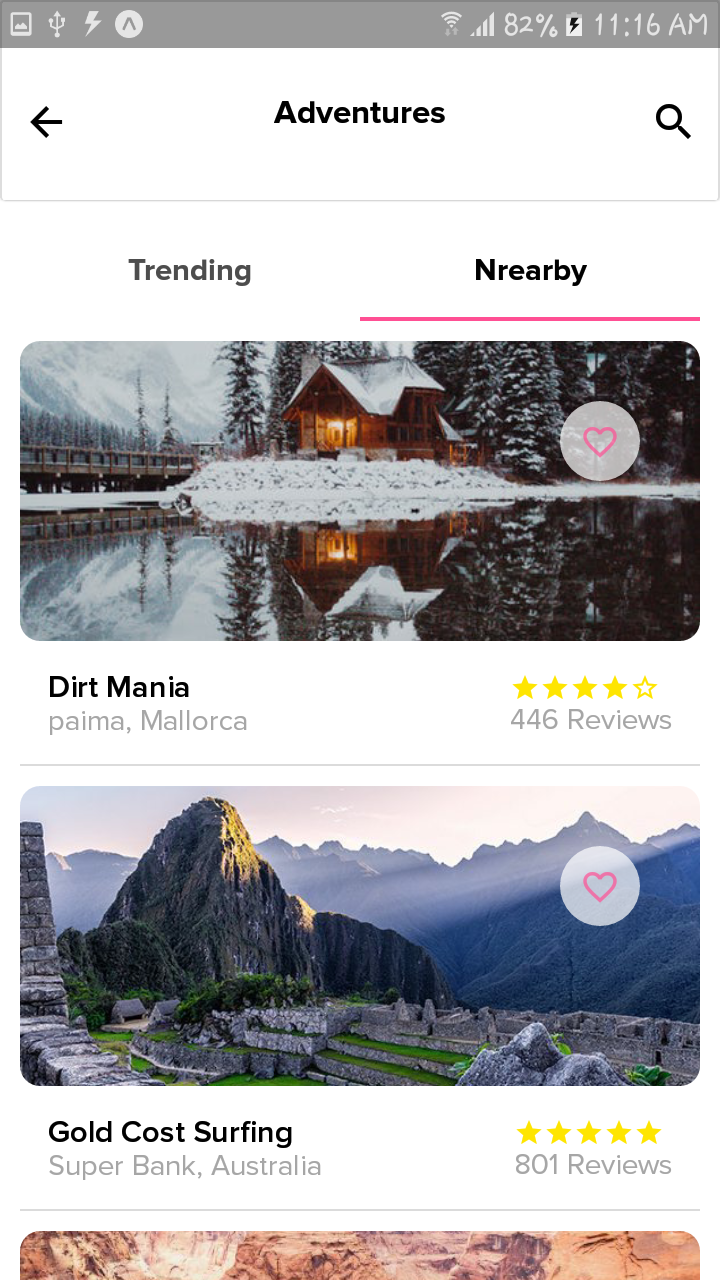 82% 11:16 AM
Adventures
Trending Nrearby
Dirt Mania
paima, Mallorca
446 Reviews
Gold Cost Surfing
Super Bank, Australia
801 Reviews